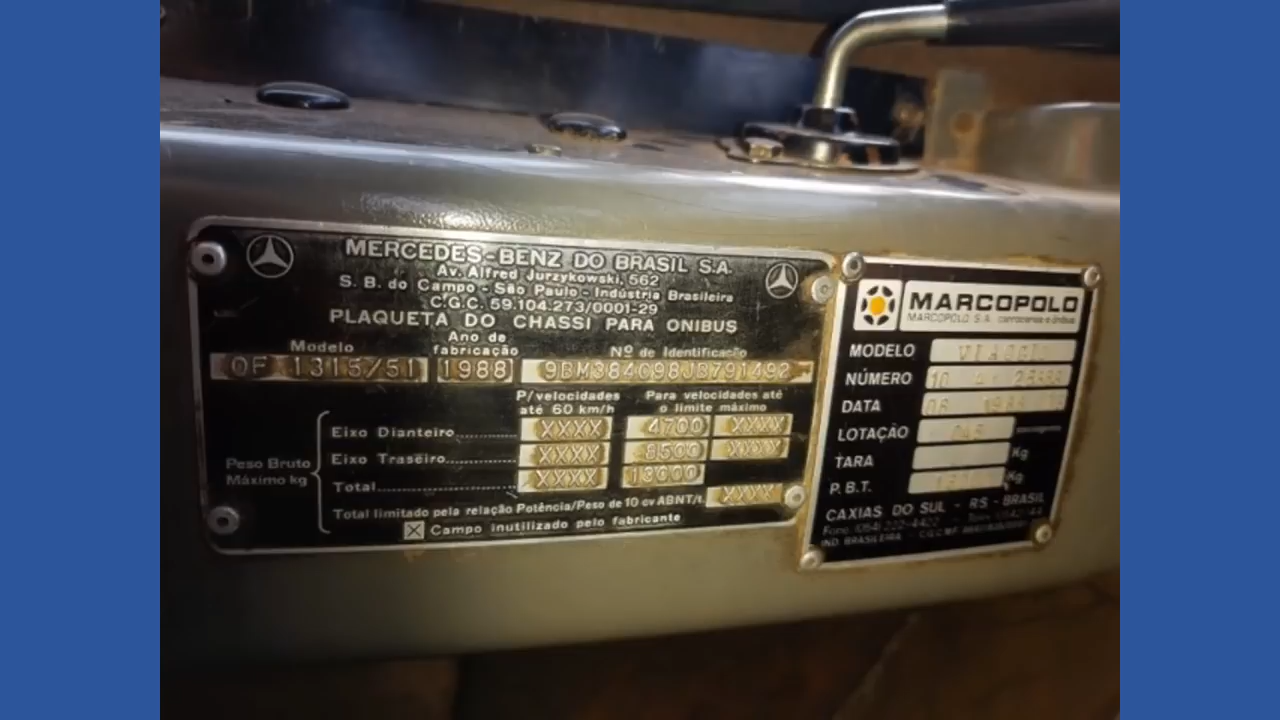 MERCEDES-BENZ DO BRASIL S.A.
Av. Alfred Jurzykowski, 562
S. B. do Campo - São Paulo - Indústria Brasileira
C.G.C. 59.104.273/0001-29
PLAQUETA DO CHASSI PARA ONIBUS
Modelo
Ano de fabricação
Nº de Identificação
OF 1315/51 1988 9BM384098JB791492
P/velocidades até 60 km/h
Para velocidades até o limite máximo
Peso Bruto Máximo kg
Eixo Dianteiro XXXX 4700 XXXX
Eixo Traseiro XXXX 8500 XXXX
Total XXXX 13000
Total limitado pela relação Potência/Peso de 10 cv ABNT/t. XXXX
X Campo inutilizado pelo fabricante
MARCOPOLO
MARCOPOLO S.A. carrocerias e ônibus
MODELO VIAGGIO
NÚMERO
DATA
LOTAÇÃO
TARA Kg
P.B.T. Kg
CAXIAS DO SUL - RS - BRASIL
Fone: (054) 222-4422
IND. BRASILEIRA